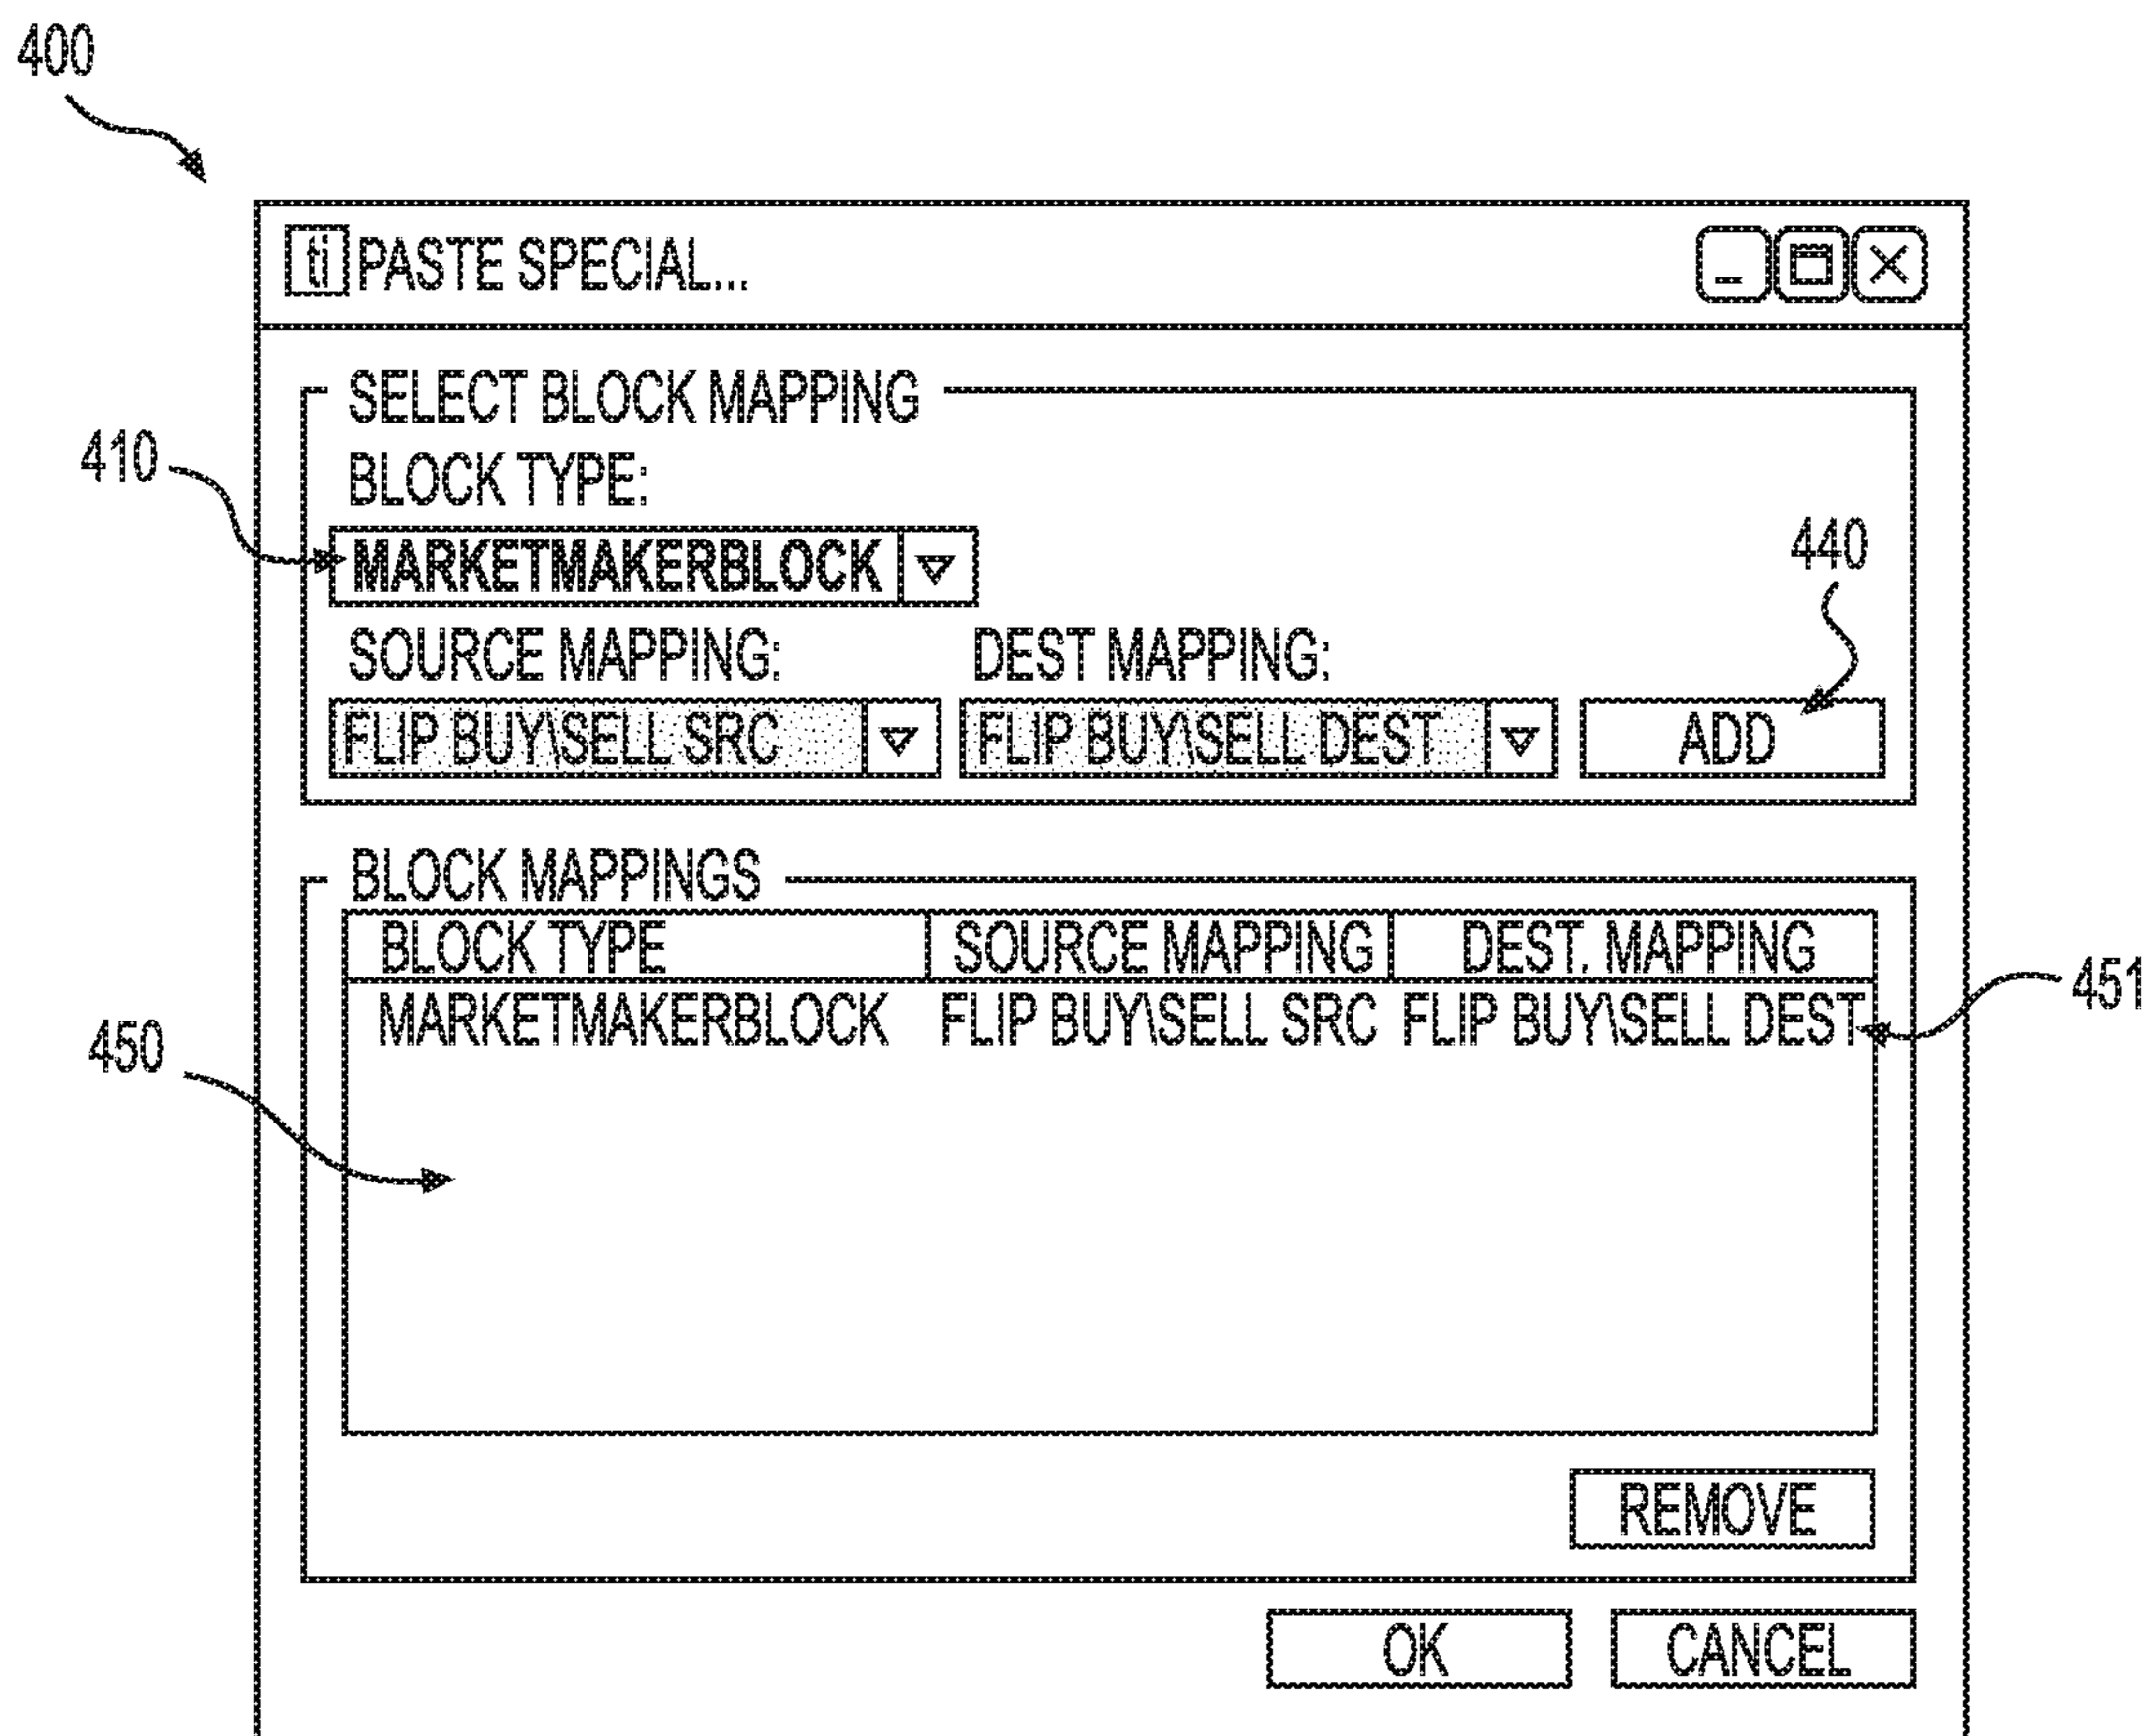 400
ti PASTE SPECIAL...
SELECT BLOCK MAPPING
410
BLOCK TYPE:
MARKETMAKERBLOCK
440
SOURCE MAPPING: DEST MAPPING:
FLIP BUY\SELL SRC FLIP BUY\SELL DEST ADD
BLOCK MAPPINGS
BLOCK TYPE SOURCE MAPPING DEST. MAPPING
451
MARKETMAKERBLOCK FLIP BUY\SELL SRC FLIP BUY\SELL DEST
450
REMOVE
OK CANCEL